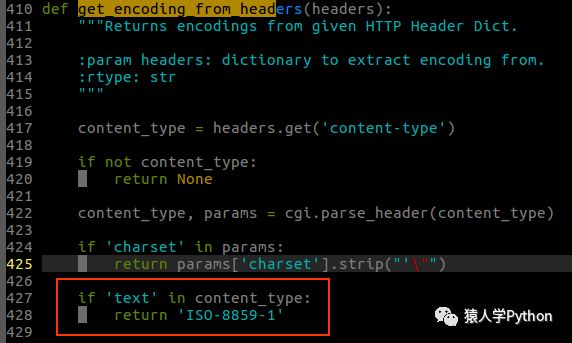 410 def get_encoding_from_headers(headers):
411     """Returns encodings from given HTTP Header Dict.
412
413     :param headers: dictionary to extract encoding from.
414     :rtype: str
415     """
416
417     content_type = headers.get('content-type')
418
419     if not content_type:
420         return None
421
422     content_type, params = cgi.parse_header(content_type)
423
424     if 'charset' in params:
425         return params['charset'].strip("'\"")
426
427     if 'text' in content_type:
428         return 'ISO-8859-1'
429
猿人学Python